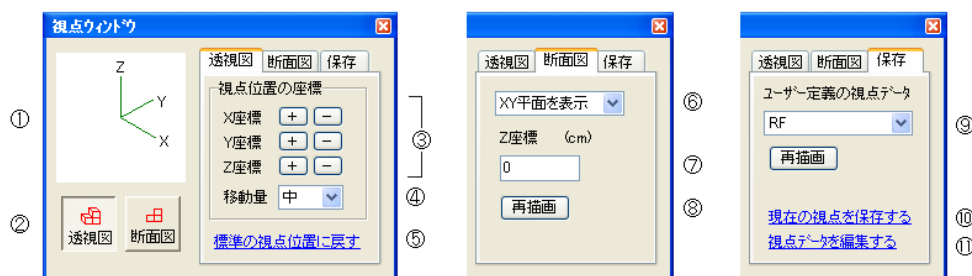 視点ウィンドウ
①
Z
Y
X
②
透視図
断面図
透視図 断面図 保存
視点位置の座標
X座標 + -
Y座標 + -
Z座標 + -
③
移動量 中
④
標準の視点位置に戻す
⑤
透視図 断面図 保存
XY平面を表示
⑥
Z座標 (cm)
0
⑦
再描画
⑧
透視図 断面図 保存
ユーザー定義の視点データ
RF
⑨
再描画
現在の視点を保存する
⑩
視点データを編集する
⑪